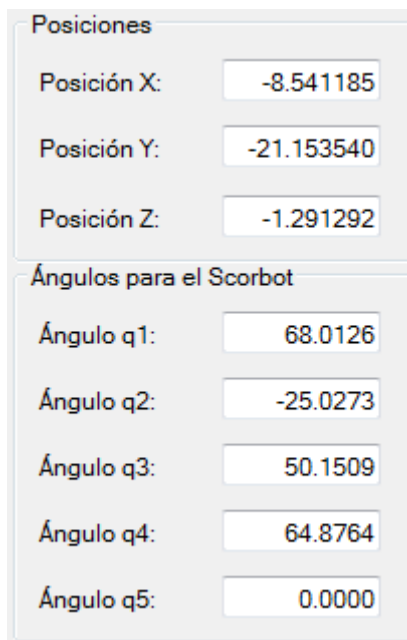 Posiciones
Posición X: -8.541185
Posición Y: -21.153540
Posición Z: -1.291292
Ángulos para el Scorbot
Ángulo q1: 68.0126
Ángulo q2: -25.0273
Ángulo q3: 50.1509
Ángulo q4: 64.8764
Ángulo q5: 0.0000